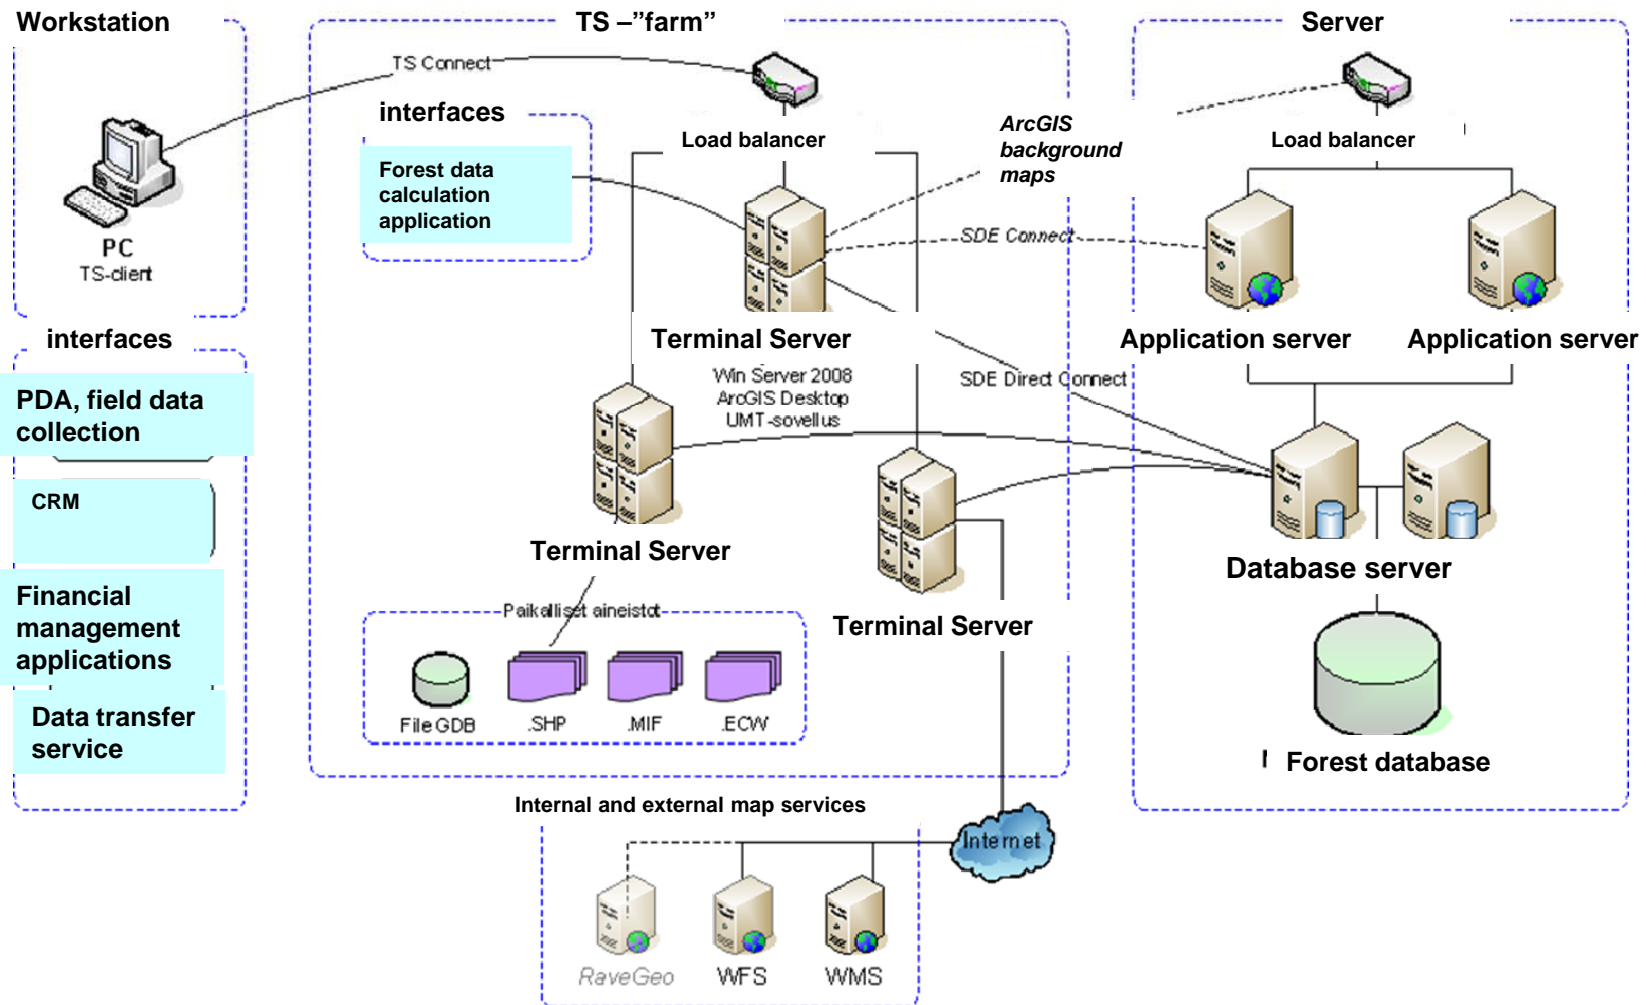 Workstation
TS –”farm”
Server
TS Connect
interfaces
Forest data
calculation
application
Load balancer
ArcGIS
background
maps
Load balancer
PC
TS-client
SDE Connect
interfaces
PDA, field data
collection
CRM
Financial
management
applications
Data transfer
service
Terminal Server
Win Server 2008
ArcGIS Desktop
UMT-sovellus
SDE Direct Connect
Application server
Application server
Terminal Server
Terminal Server
Database server
Paikalliset aineistot
FileGDB
.SHP
.MIF
.ECW
Forest database
Internal and external map services
Internet
RaveGeo
WFS
WMS